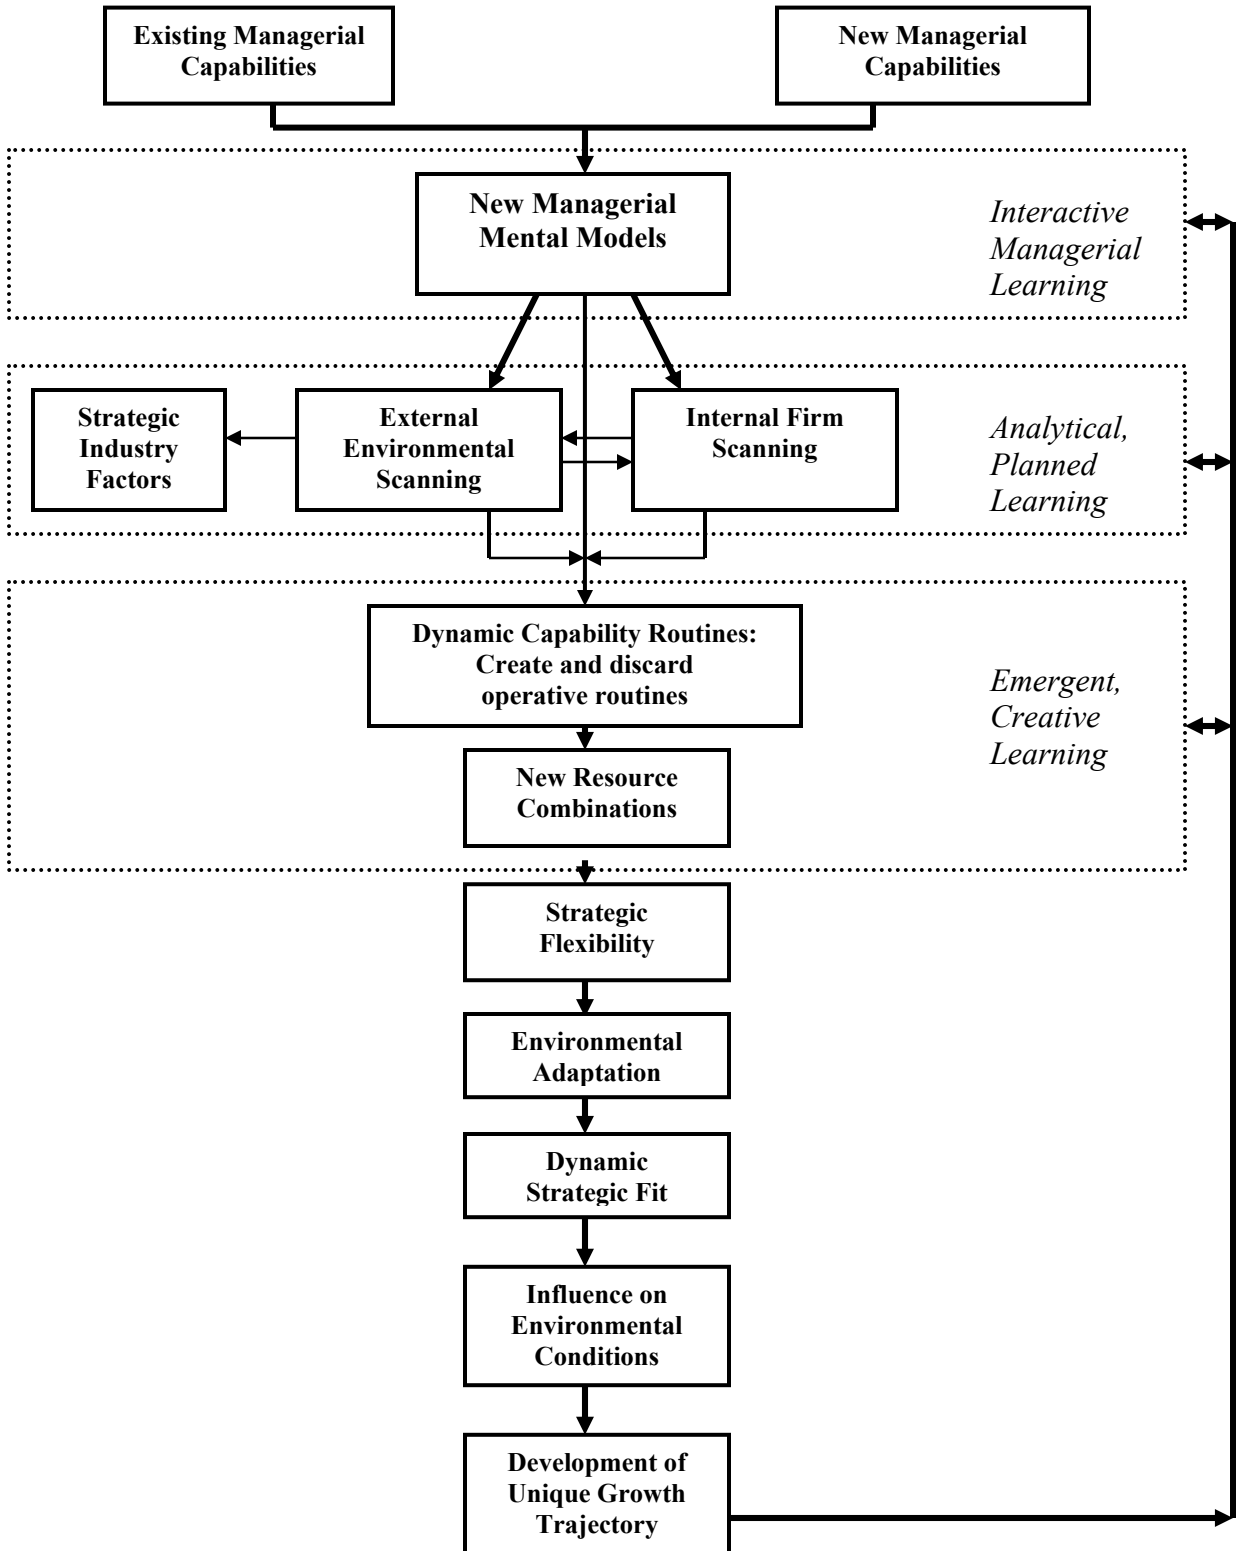 Existing Managerial
Capabilities
New Managerial
Capabilities
New Managerial
Mental Models
Interactive
Managerial
Learning
Strategic
Industry
Factors
External
Environmental
Scanning
Internal Firm
Scanning
Analytical,
Planned
Learning
Dynamic Capability Routines:
Create and discard
operative routines
Emergent,
Creative
Learning
New Resource
Combinations
Strategic
Flexibility
Environmental
Adaptation
Dynamic
Strategic Fit
Influence on
Environmental
Conditions
Development of
Unique Growth
Trajectory